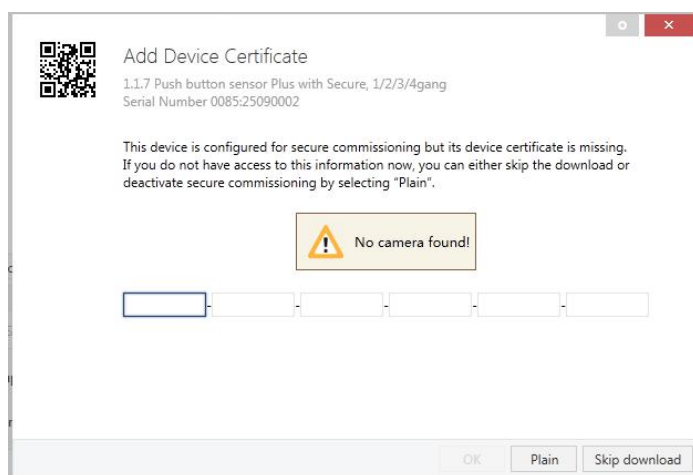 Add Device Certificate
1.1.7 Push button sensor Plus with Secure, 1/2/3/4gang
Serial Number 0085:25090002
This device is configured for secure commissioning but its device certificate is missing.
If you do not have access to this information now, you can either skip the download or
deactivate secure commissioning by selecting "Plain".
No camera found!
- - - - -
OK Plain Skip download